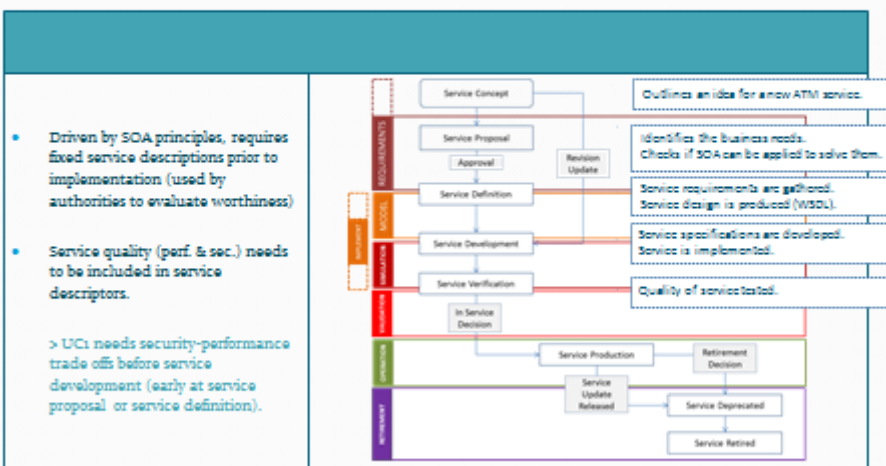 Driven by SOA principles, requires
fixed service descriptions prior to
implementation (used by
authorities to evaluate worthiness)
Service quality (perf. & sec.) needs
to be included in service
descriptors.
> UC1 needs security-performance
trade offs before service
development (early at service
proposal or service definition).
REQUIREMENTS
MODEL
IMPLEMENT
SIMULATION
VALIDATION
OPERATION
RETIREMENT
Service Concept
Service Proposal
Approval
Revision
Update
Service Definition
Service Development
Service Verification
In Service
Decision
Service Production
Retirement
Decision
Service
Update
Released
Service Deprecated
Service Retired
Outlines an idea for a new ATM service.
Identifies the business needs.
Checks if SOA can be applied to solve them.
Service requirements are gathered.
Service design is produced (WSDL).
Service specifications are developed.
Service is implemented.
Quality of service tested.